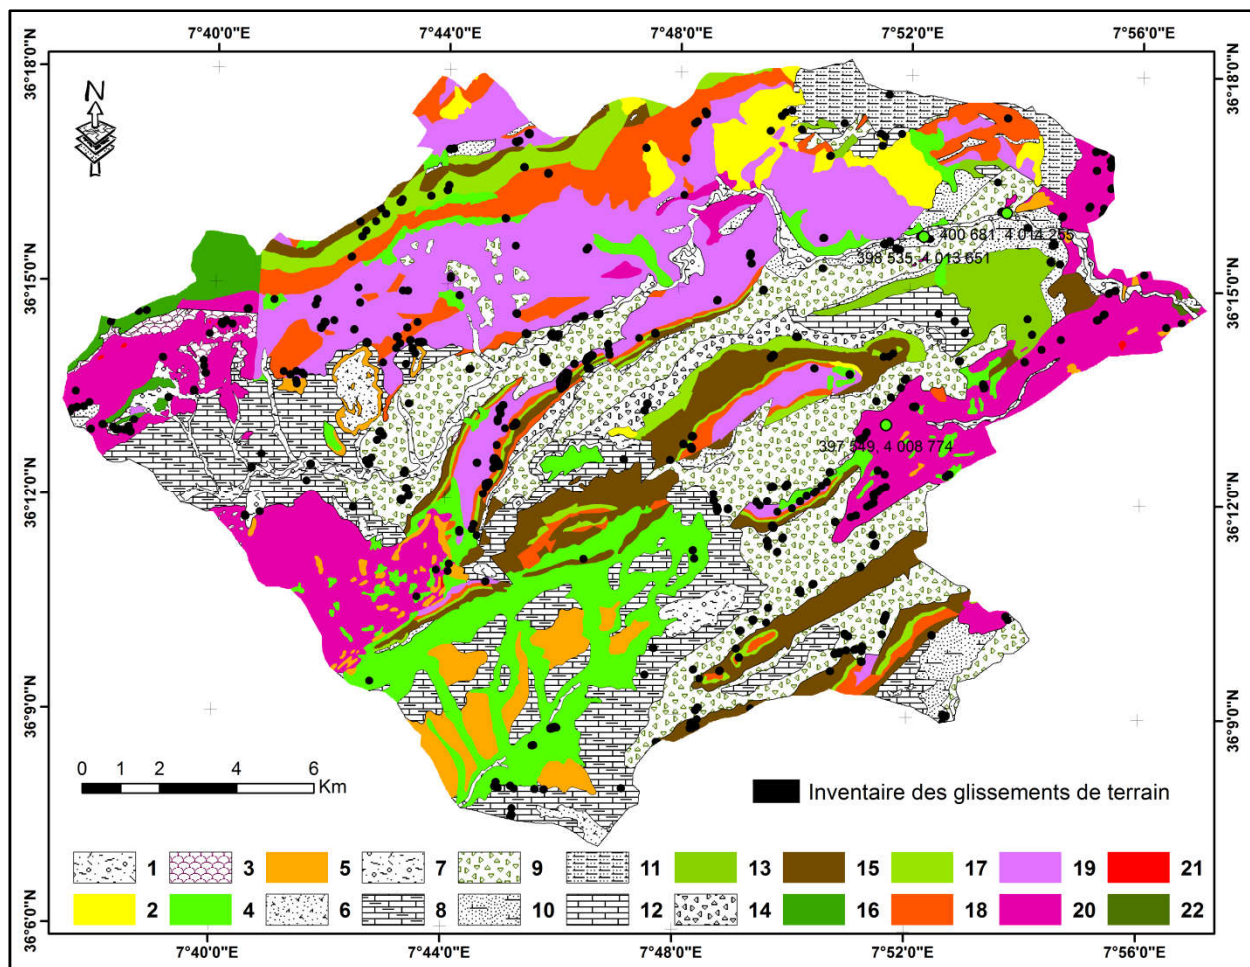 7°40'0"E 7°44'0"E 7°48'0"E 7°52'0"E 7°56'0"E
36°18'0"N 36°18'0"N
N
400 681, 4 014 255
398 535, 4 013 651
36°15'0"N 36°15'0"N
397 549, 4 008 774
36°12'0"N 36°12'0"N
36°9'0"N 36°9'0"N
0 1 2 4 6
Km
Inventaire des glissements de terrain
1 3 5 7 9 11 13 15 17 19 21
2 4 6 8 10 12 14 16 18 20 22
36°6'0"N 36°6'0"N
7°40'0"E 7°44'0"E 7°48'0"E 7°52'0"E 7°56'0"E